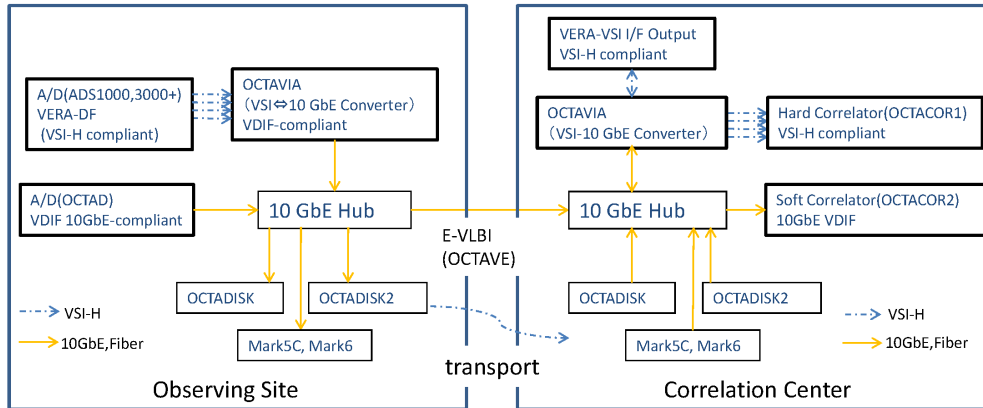 A/D(ADS1000,3000+)
VERA-DF
(VSI-H compliant)
OCTAVIA
(VSI⇔10 GbE Converter)
VDIF-compliant
A/D(OCTAD)
VDIF 10GbE-compliant
10 GbE Hub
OCTADISK
OCTADISK2
Mark5C, Mark6
VSI-H
10GbE,Fiber
Observing Site
E-VLBI
(OCTAVE)
transport
VERA-VSI I/F Output
VSI-H compliant
OCTAVIA
(VSI-10 GbE Converter)
Hard Correlator(OCTACOR1)
VSI-H compliant
10 GbE Hub
Soft Correlator(OCTACOR2)
10GbE VDIF
OCTADISK
OCTADISK2
Mark5C, Mark6
VSI-H
10GbE,Fiber
Correlation Center